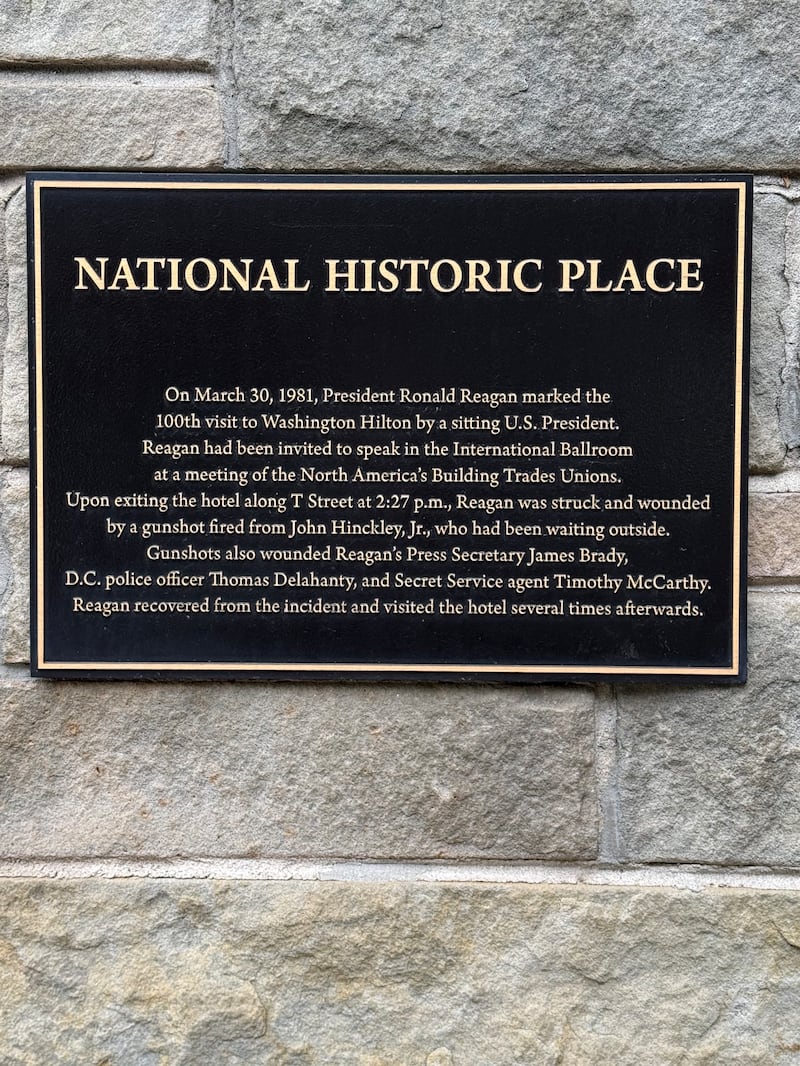 NATIONAL HISTORIC PLACE
On March 30, 1981, President Ronald Reagan marked the
100th visit to Washington Hilton by a sitting U.S. President.
Reagan had been invited to speak in the International Ballroom
at a meeting of the North America's Building Trades Unions.
Upon exiting the hotel along T Street at 2:27 p.m., Reagan was struck and wounded
by a gunshot fired from John Hinckley, Jr., who had been waiting outside.
Gunshots also wounded Reagan's Press Secretary James Brady,
D.C. police officer Thomas Delahanty, and Secret Service agent Timothy McCarthy.
Reagan recovered from the incident and visited the hotel several times afterwards.